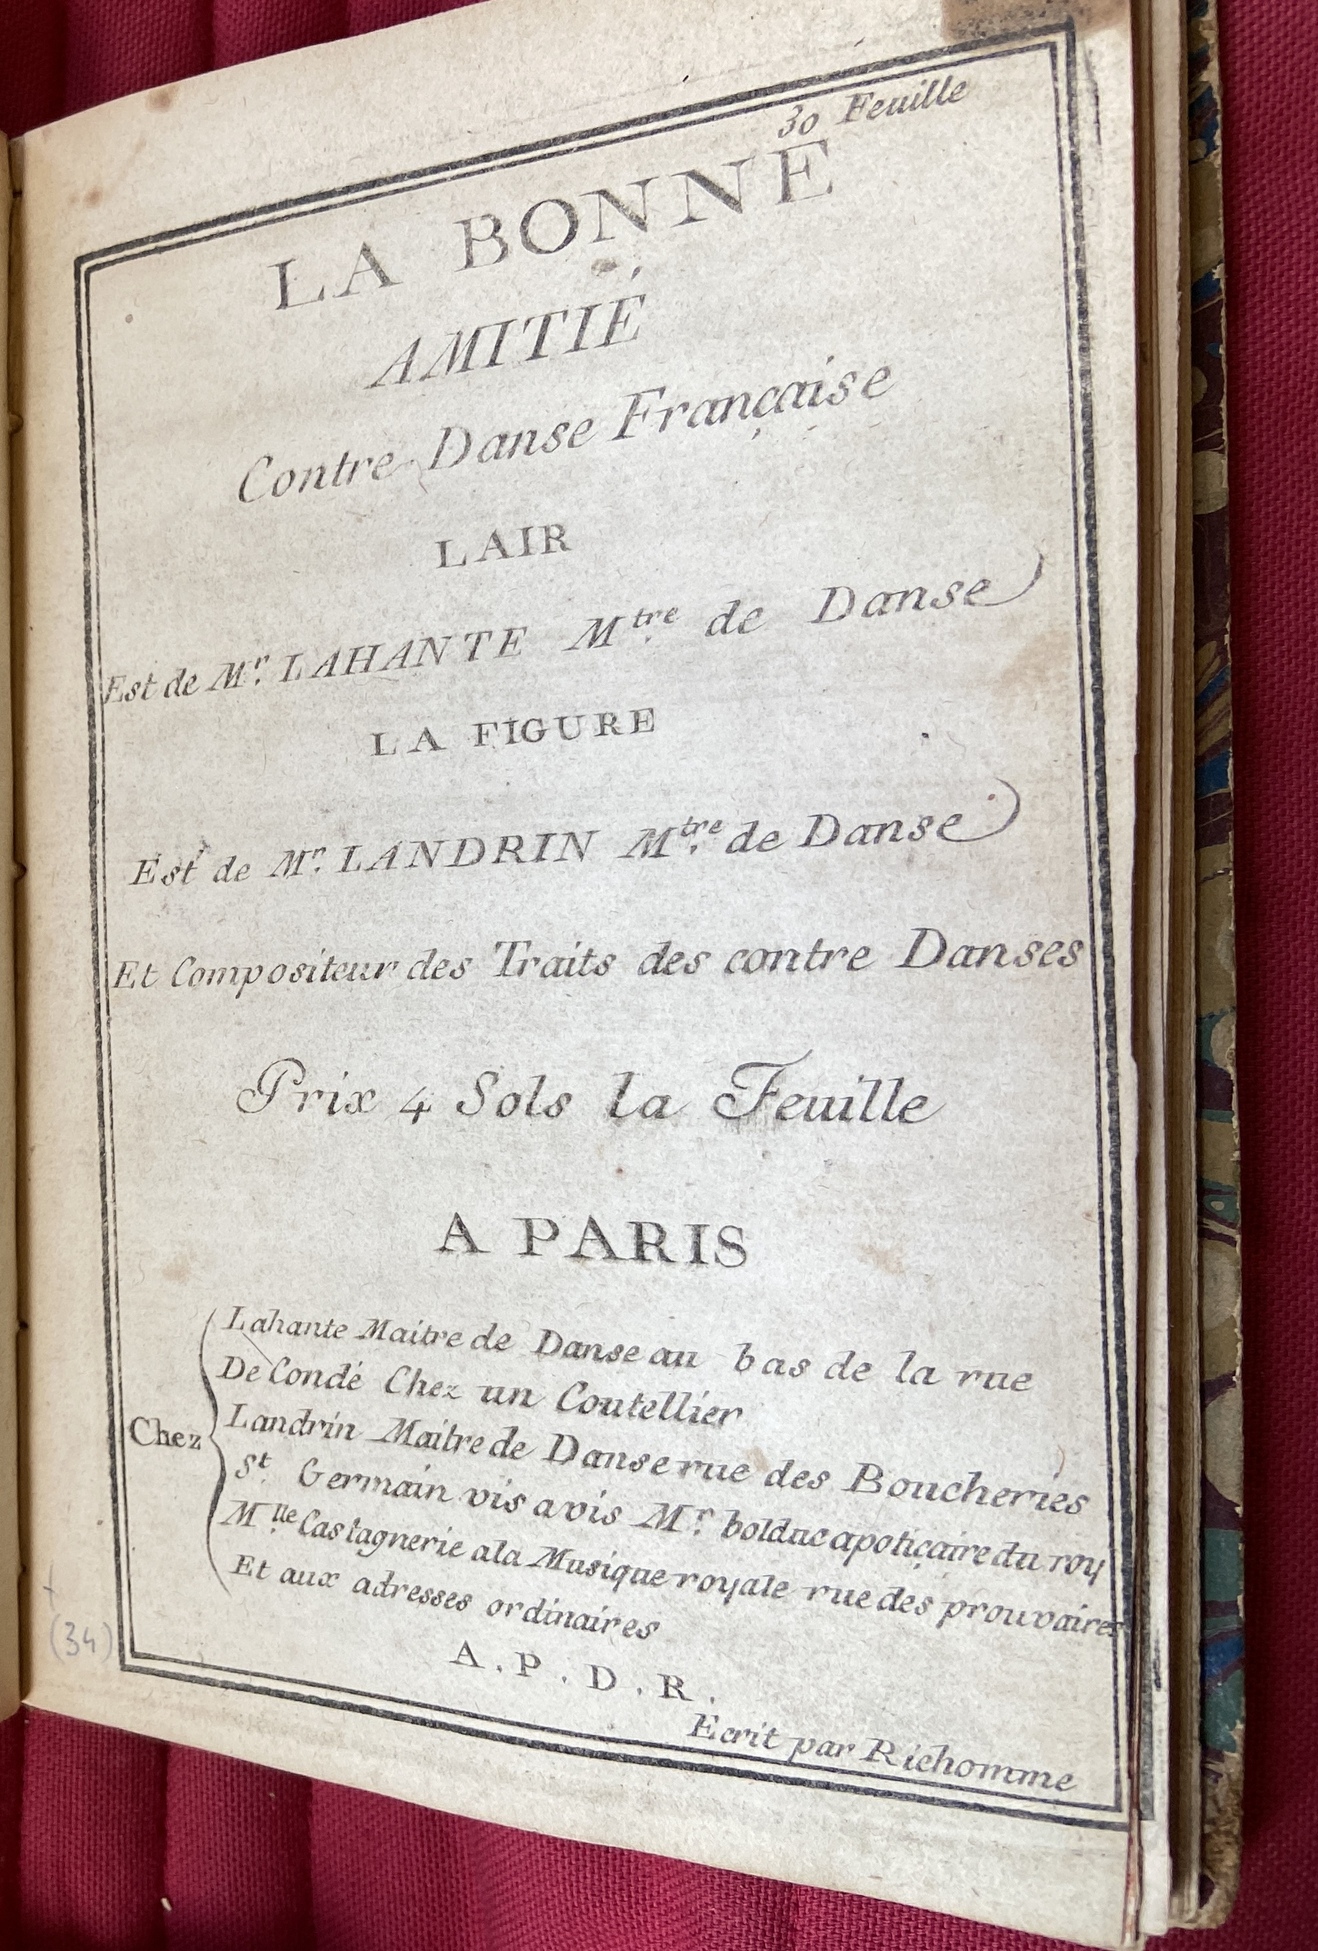 30 Feuille
LA BONNE
AMITIÉ
Contre Danse Française
LAIR
Est de Mr. LAHANTE Mtre. de Danse
LA FIGURE
Est de Mr. LANDRIN Mtre. de Danse
Et Compositeur des Traits des contre Danses
Prix 4 Sols la Feuille
A PARIS
Chez
Lahante Maitre de Danse au bas de la rue
De Condé Chez un Coutellier
Landrin Maitre de Danse rue des Boucheries
St. Germain vis avis Mr. bolduc apotiçaire du roy
Mlle. Castagnerie ala Musique royale rue des prouvaires
Et aux adresses ordinaires
A.P.D.R.
Ecrit par Richomme
(34)